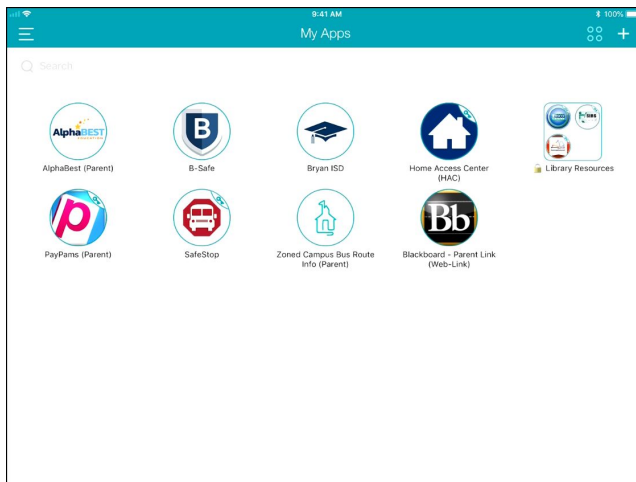 9:41 AM
100%
My Apps
Search
AlphaBEST
B
AlphaBest (Parent)
B-Safe
Bryan ISD
Home Access Center
(HAC)
Library Resources
p
Bb
PayPams (Parent)
SafeStop
Zoned Campus Bus Route
Info (Parent)
Blackboard - Parent Link
(Web-Link)